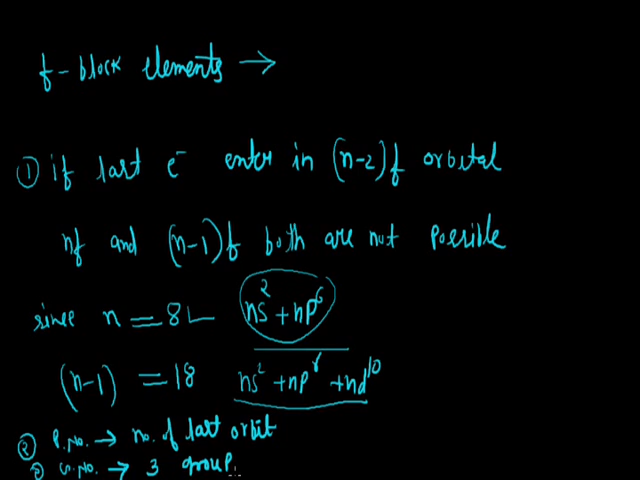 f-block elements →
① if last e⁻ enter in (n-2)f orbital
nf and (n-1)f both are not possible
since n = 8 ns² + np⁶
(n-1) = 18 ns² + np⁶ + nd¹⁰
② P.No. → no. of last orbit
③ G.No. → 3 group